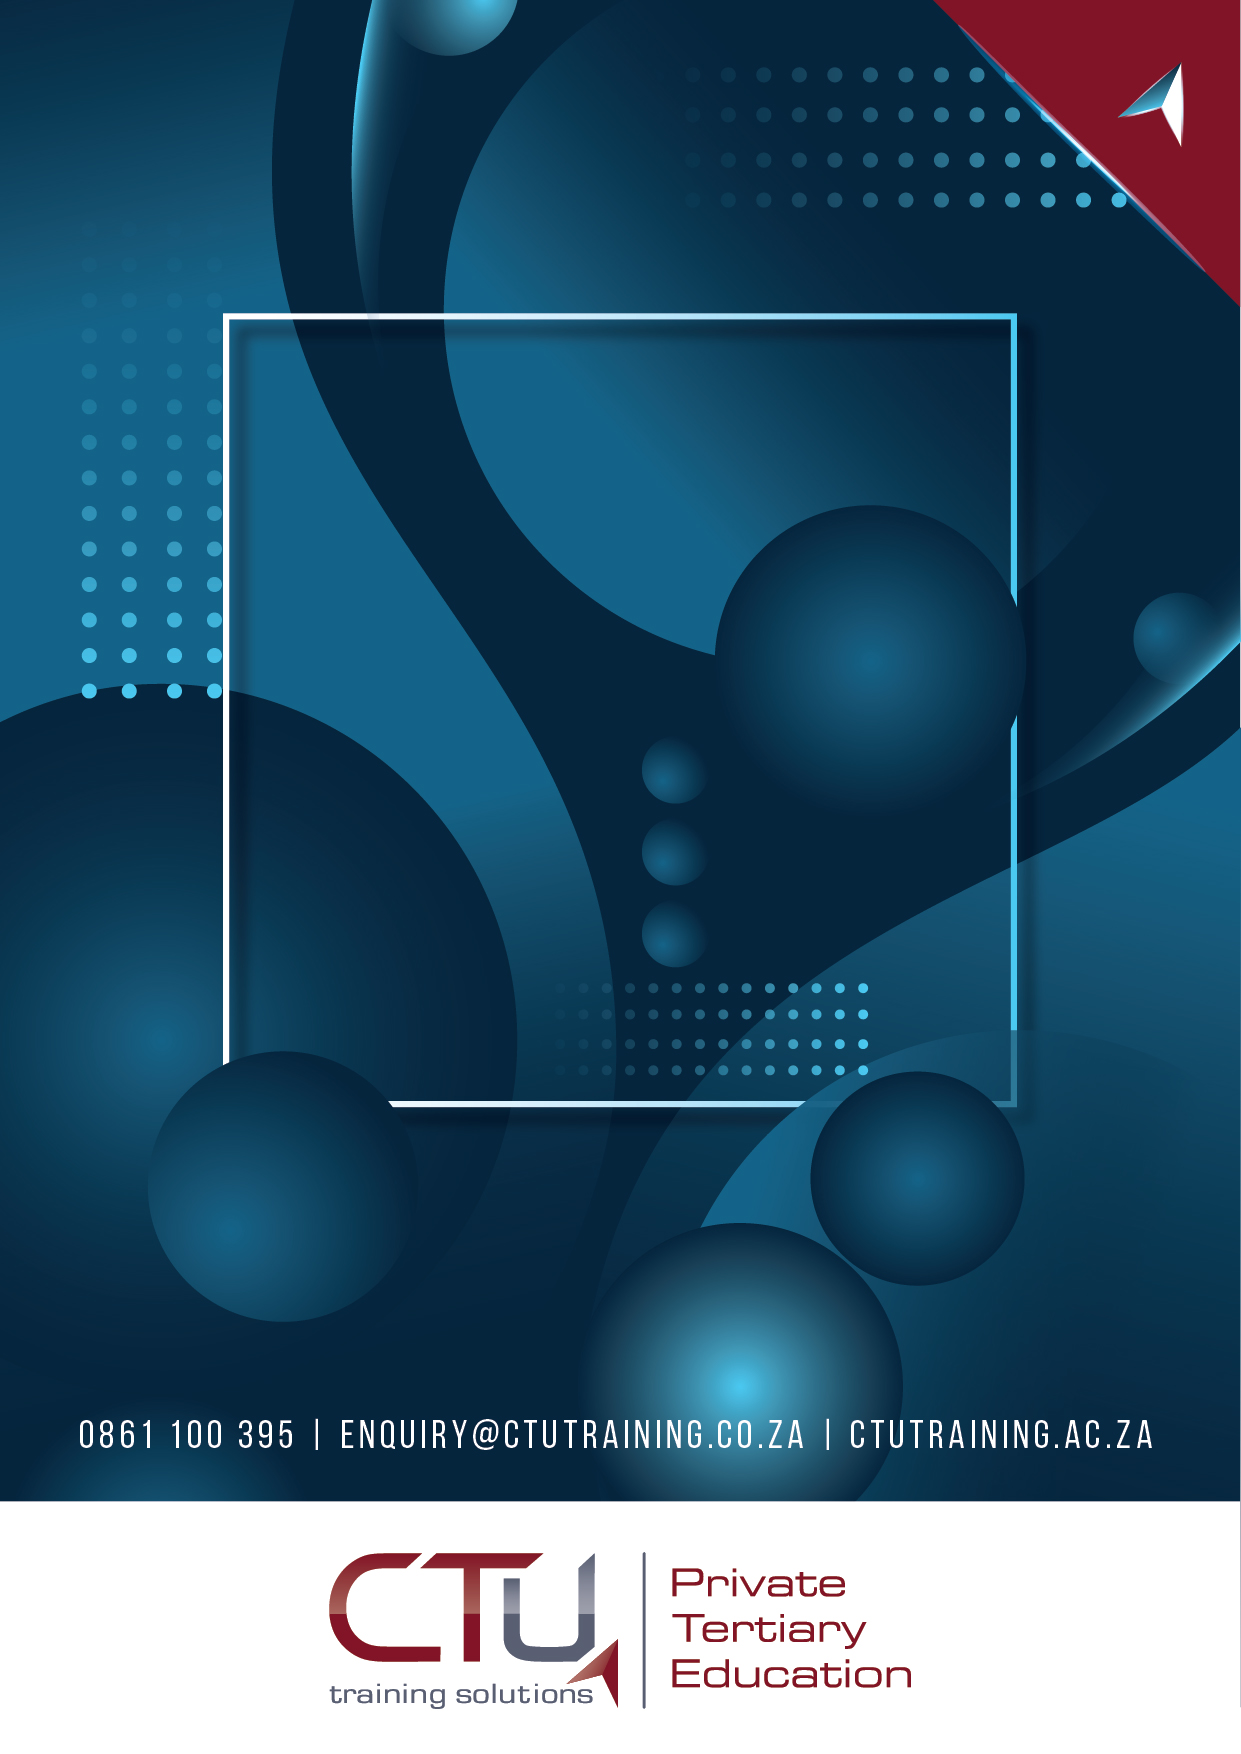 0861 100 395 | ENQUIRY@CTUTRAINING.CO.ZA | CTUTRAINING.AC.ZA
CTU
training solutions
Private
Tertiary
Education